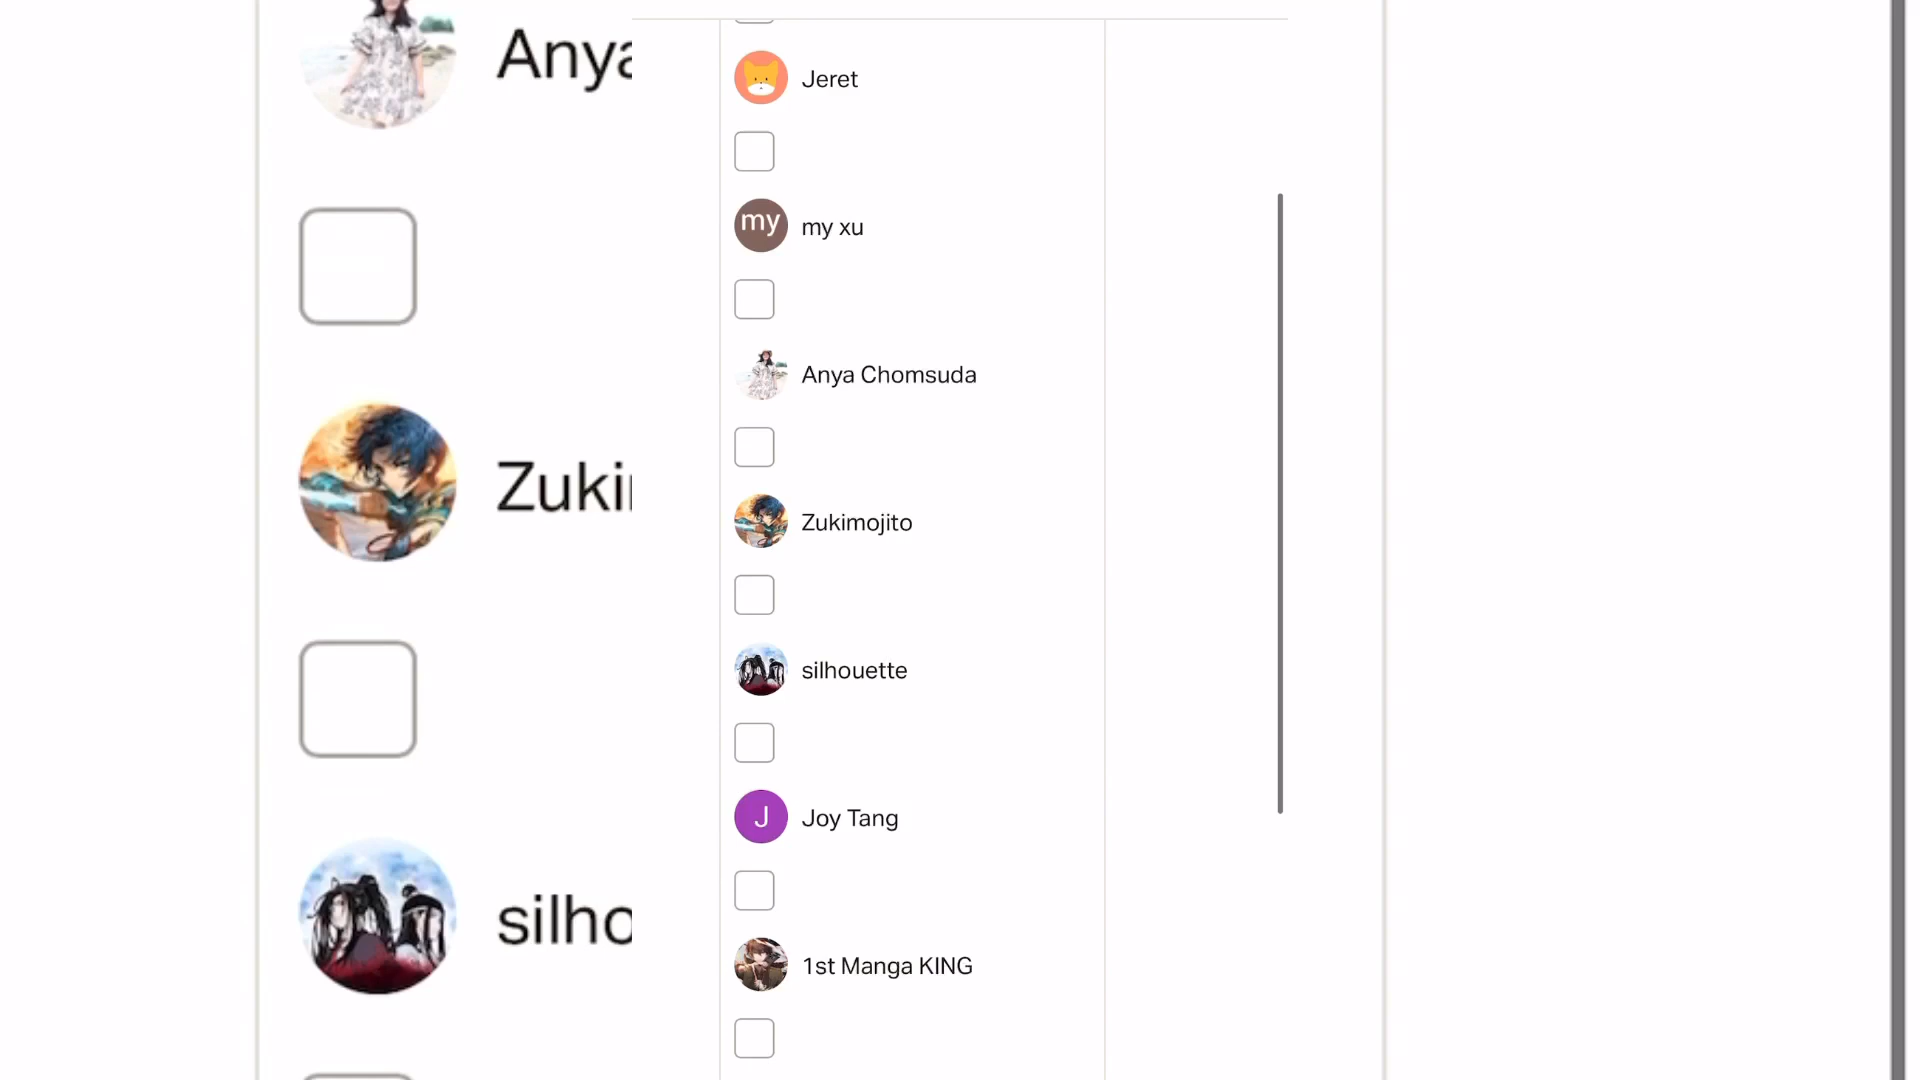 Anya
Zuki
silho
Jeret
my
my xu
Anya Chomsuda
Zukimojito
silhouette
J
Joy Tang
1st Manga KING